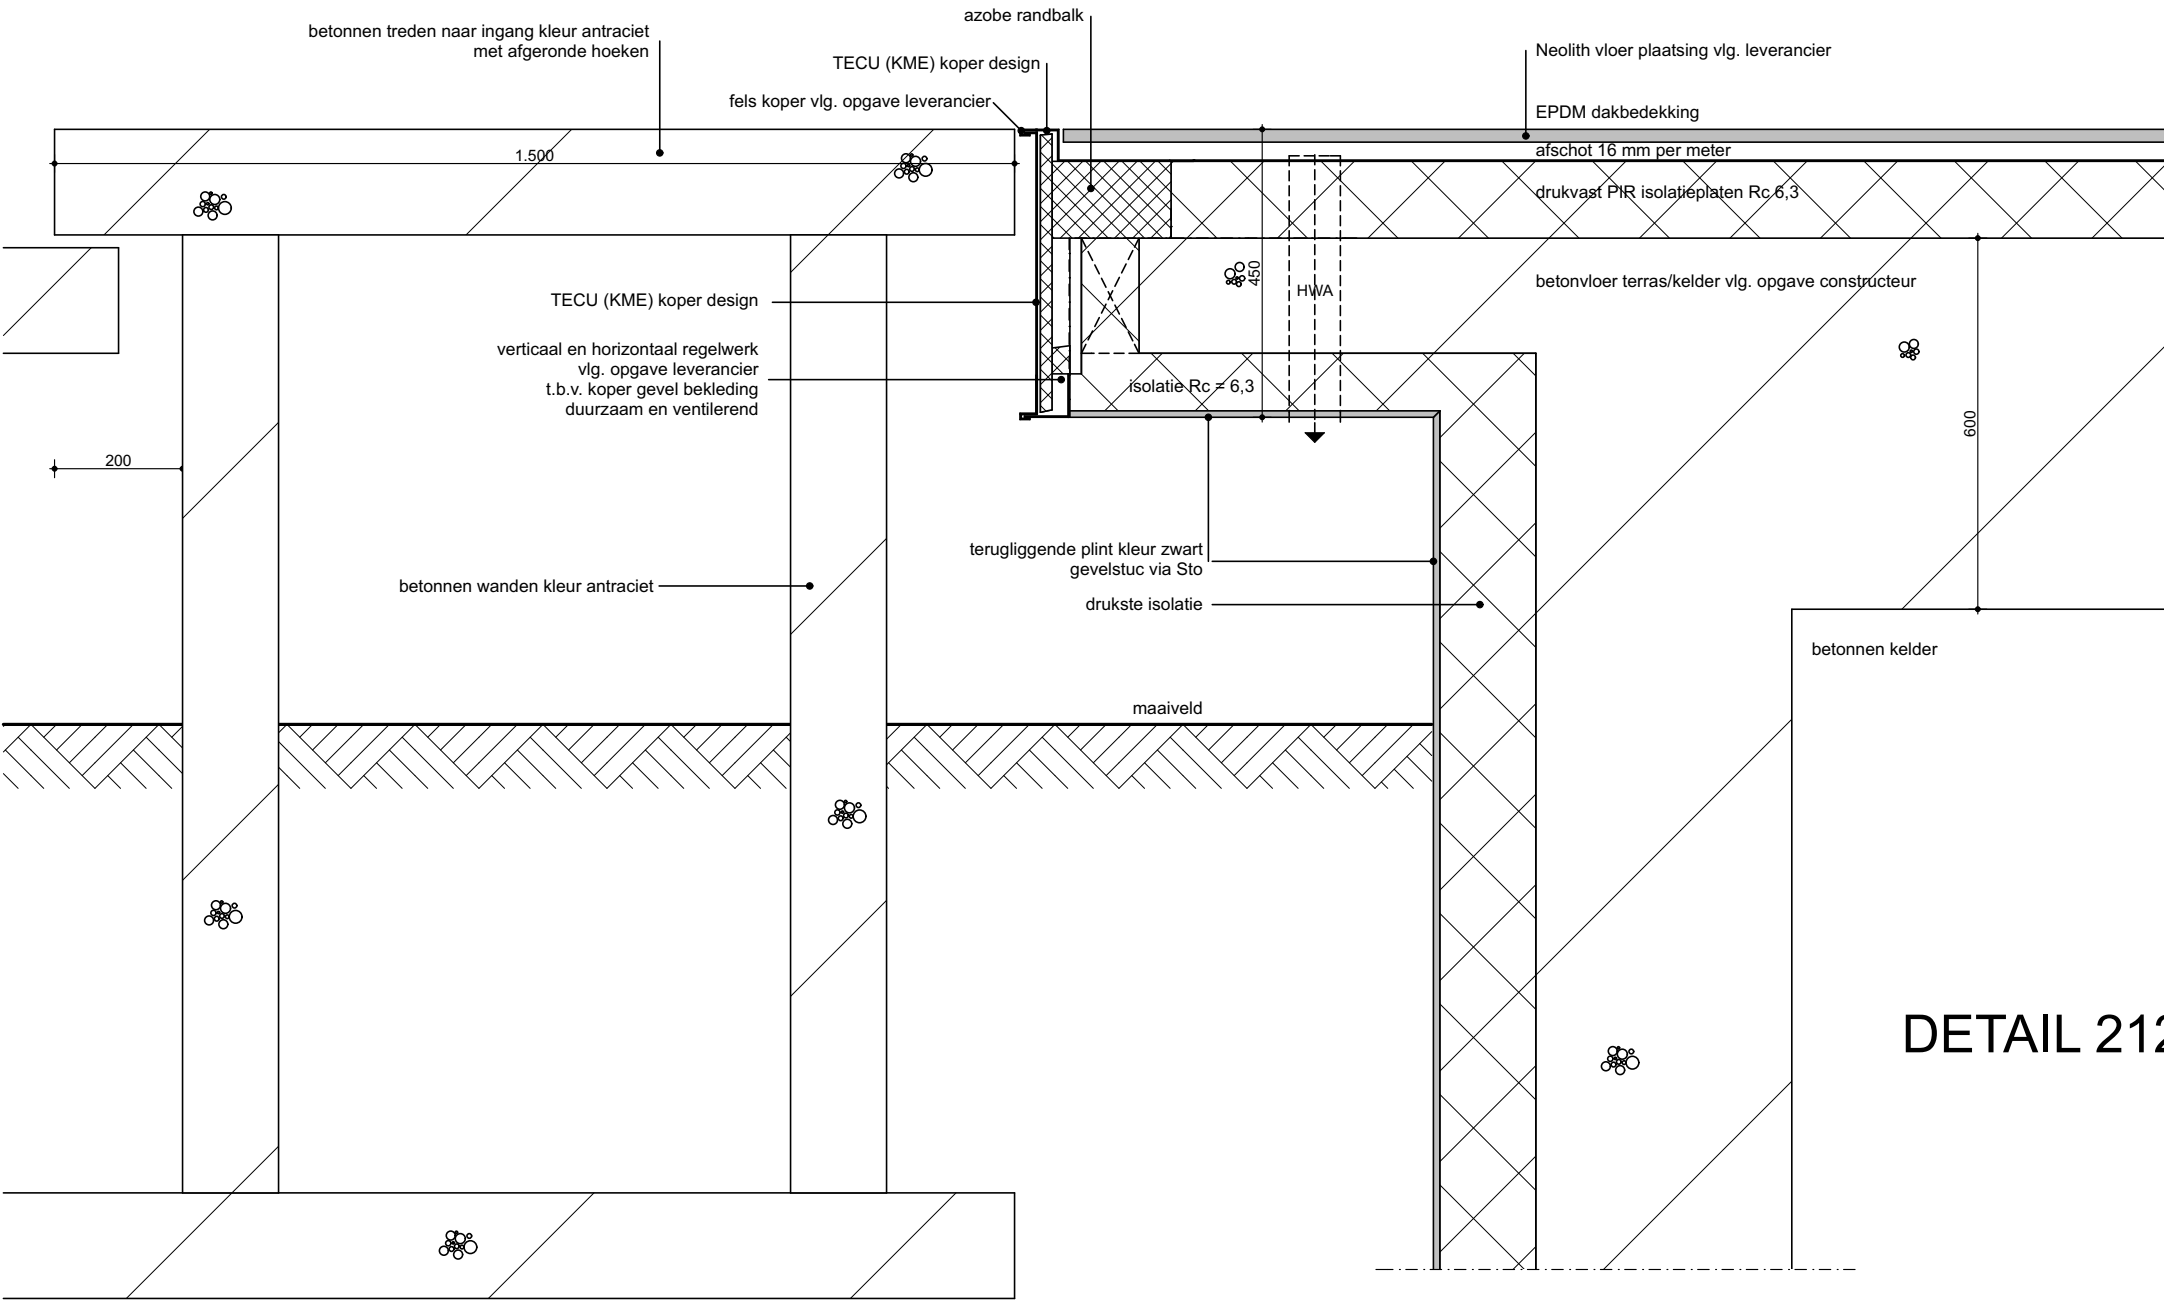 azobe randbalk
betonnen treden naar ingang kleur antraciet
met afgeronde hoeken
TECU (KME) koper design
fels koper vlg. opgave leverancier
Neolith vloer plaatsing vlg. leverancier
EPDM dakbedekking
afschot 16 mm per meter
1.500
drukvast PIR isolatieplaten Rc 6,3
450
HWA
betonvloer terras/kelder vlg. opgave constructeur
TECU (KME) koper design
verticaal en horizontaal regelwerk
vlg. opgave leverancier
t.b.v. koper gevel bekleding
duurzaam en ventilerend
isolatie Rc = 6,3
600
200
terugliggende plint kleur zwart
gevelstuc via Sto
betonnen wanden kleur antraciet
drukste isolatie
betonnen kelder
maaiveld
DETAIL 212